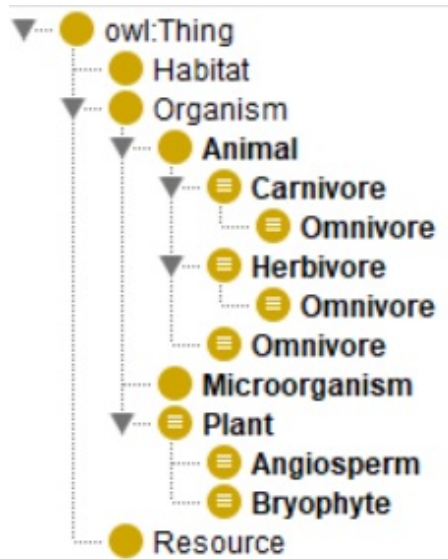 owl:Thing
Habitat
Organism
Animal
Carnivore
Omnivore
Herbivore
Omnivore
Omnivore
Microorganism
Plant
Angiosperm
Bryophyte
Resource